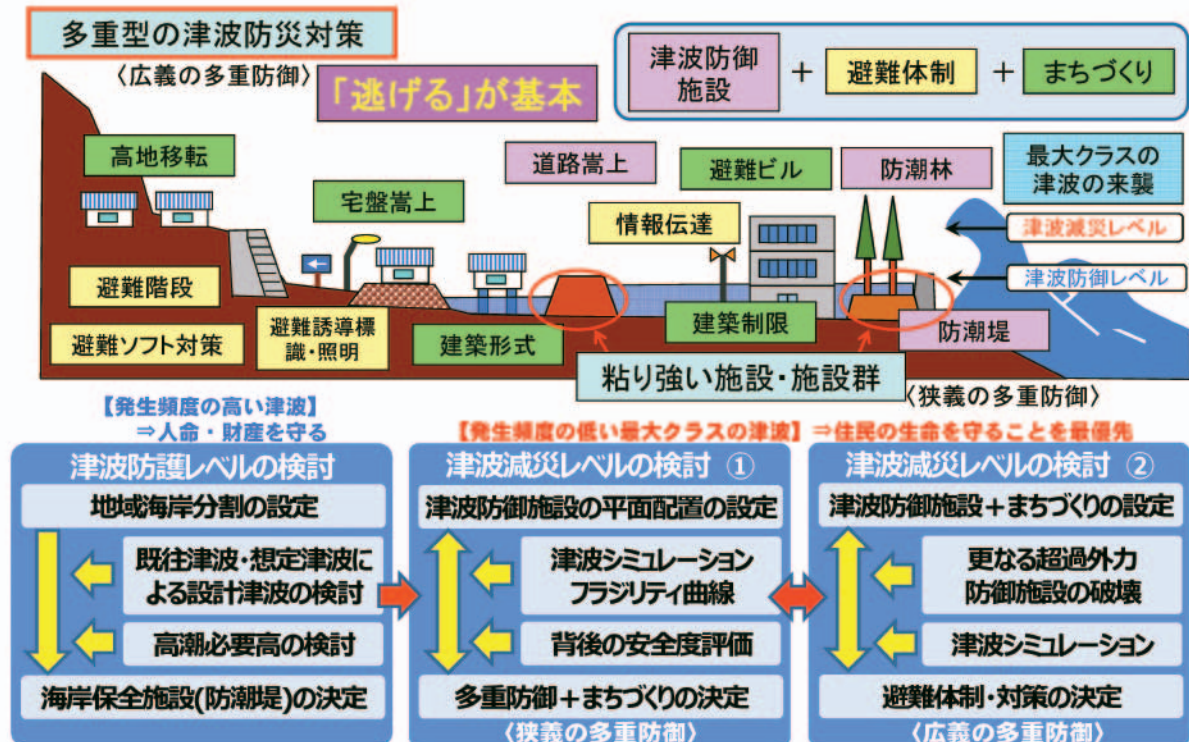 多重型の津波防災対策
〈広義の多重防御〉
「逃げる」が基本
津波防御
施設
+
避難体制
+
まちづくり
高地移転
宅盤嵩上
道路嵩上
避難ビル
防潮林
最大クラスの
津波の来襲
情報伝達
津波減災レベル
津波防御レベル
避難階段
避難ソフト対策
避難誘導標
識・照明
建築形式
建築制限
防潮堤
粘り強い施設・施設群
〈狭義の多重防御〉
【発生頻度の高い津波】
⇒人命・財産を守る
【発生頻度の低い最大クラスの津波】⇒住民の生命を守ることを最優先
津波防護レベルの検討
地域海岸分割の設定
既往津波・想定津波に
よる設計津波の検討
高潮必要高の検討
海岸保全施設(防潮堤)の決定
津波減災レベルの検討 ①
津波防御施設の平面配置の設定
津波シミュレーション
フラジリティ曲線
背後の安全度評価
多重防御+まちづくりの決定
〈狭義の多重防御〉
津波減災レベルの検討 ②
津波防御施設+まちづくりの設定
更なる超過外力
防御施設の破壊
津波シミュレーション
避難体制・対策の決定
〈広義の多重防御〉